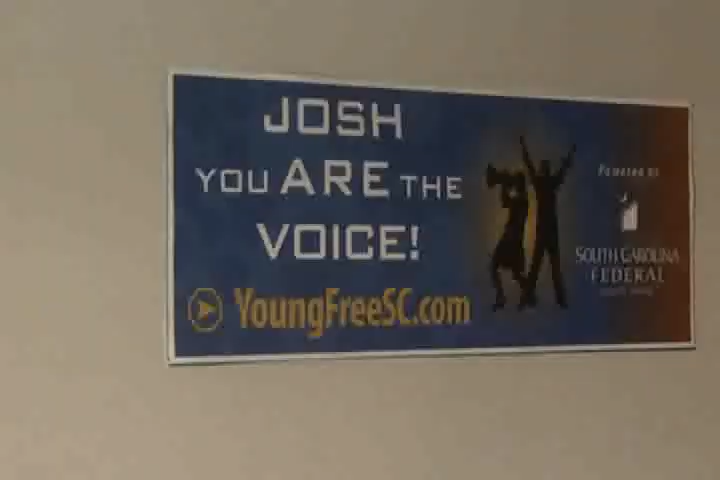 JOSH
YOU ARE THE
VOICE!
YoungFreeSC.com
Powered by
SOUTH CAROLINA
FEDERAL